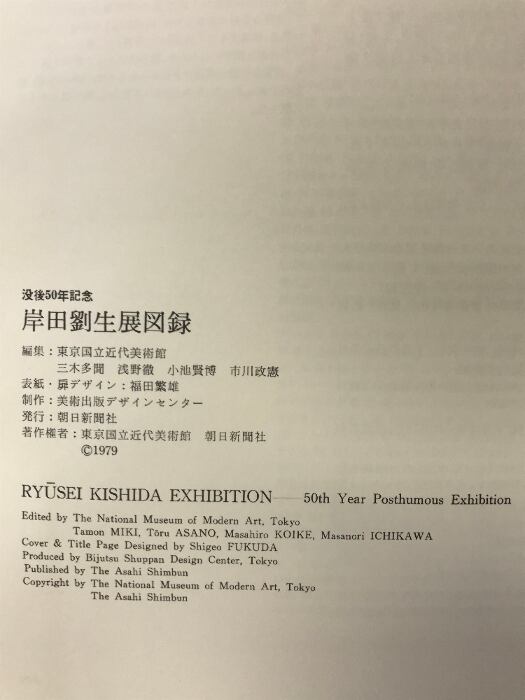 没後50年記念
岸田劉生展図録
編集：東京国立近代美術館
三木多聞　浅野徹　小池賢博　市川政憲
表紙・扉デザイン：福田繁雄
制作：美術出版デザインセンター
発行：朝日新聞社
著作権者：東京国立近代美術館　朝日新聞社
©1979
RYŪSEI KISHIDA EXHIBITION——50th Year Posthumous Exhibition
Edited by The National Museum of Modern Art, Tokyo
Tamon MIKI, Tōru ASANO, Masahiro KOIKE, Masanori ICHIKAWA
Cover & Title Page Designed by Shigeo FUKUDA
Produced by Bijutsu Shuppan Design Center, Tokyo
Published by The Asahi Shimbun
Copyright by The National Museum of Modern Art, Tokyo
The Asahi Shimbun